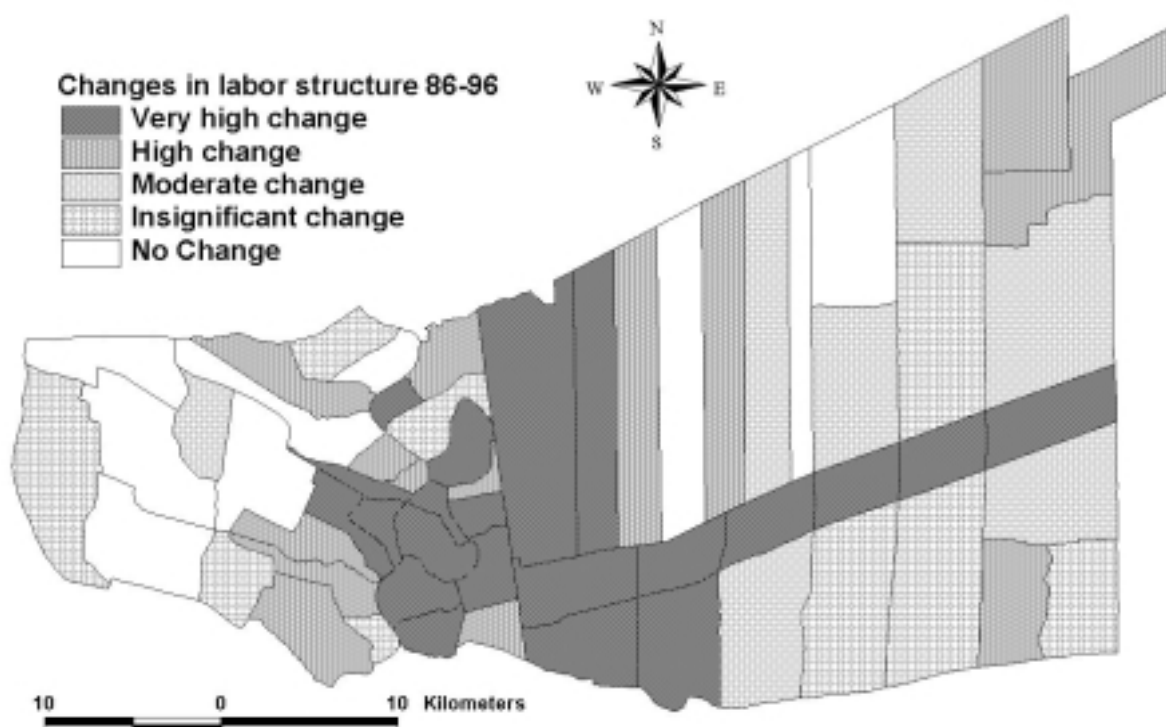 N
Changes in labor structure 86-96
W
E
Very high change
S
High change
Moderate change
Insignificant change
No Change
10 0 10 Kilometers